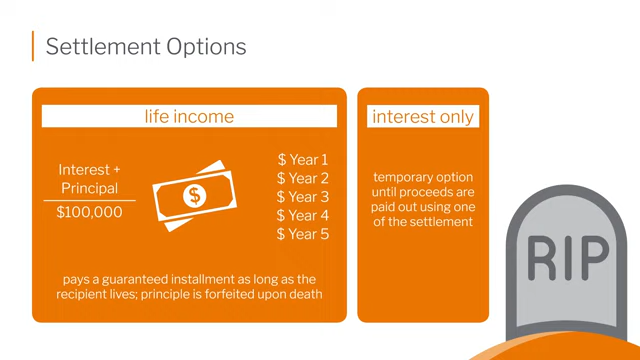 Settlement Options
life income
Interest +
Principal
$100,000
$
$ Year 1
$ Year 2
$ Year 3
$ Year 4
$ Year 5
pays a guaranteed installment as long as the
recipient lives; principle is forfeited upon death
interest only
temporary option
until proceeds are
paid out using one
of the settlement
RIP